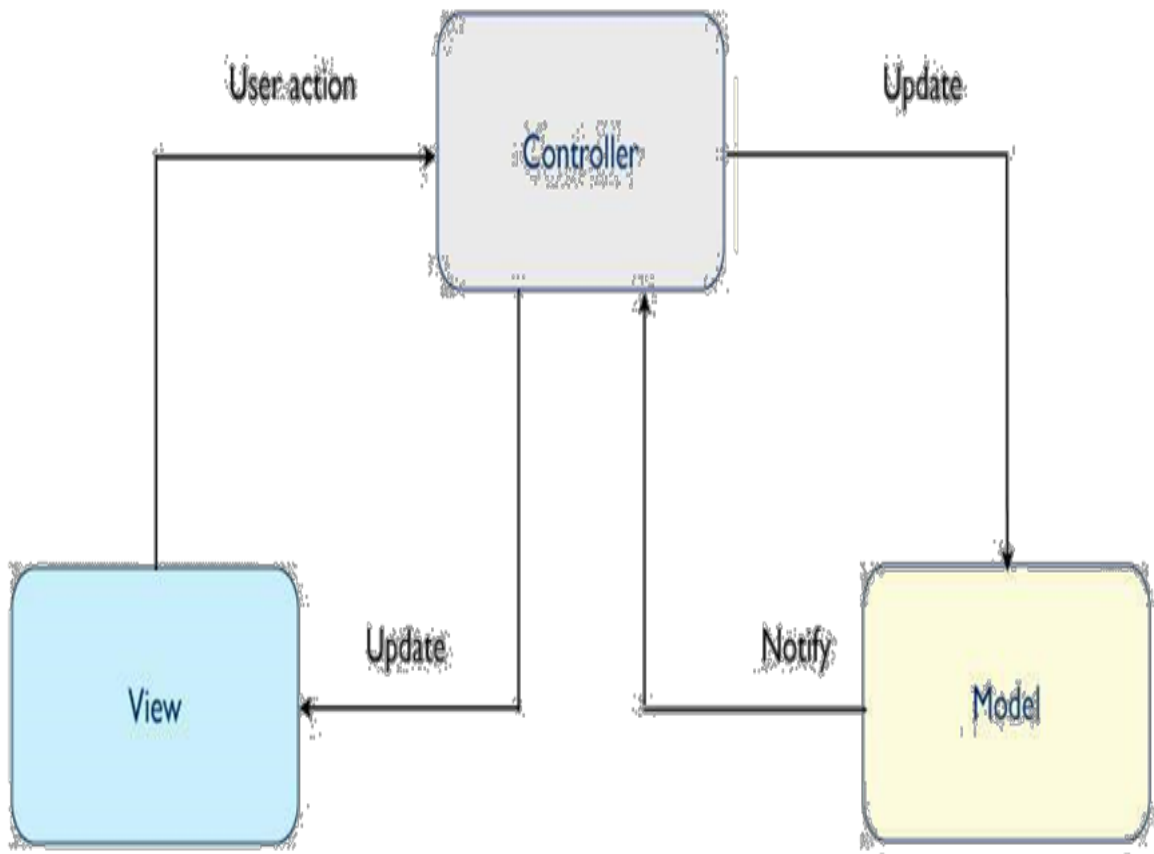 User action
Update
Controller
Update
Notify
View
Model